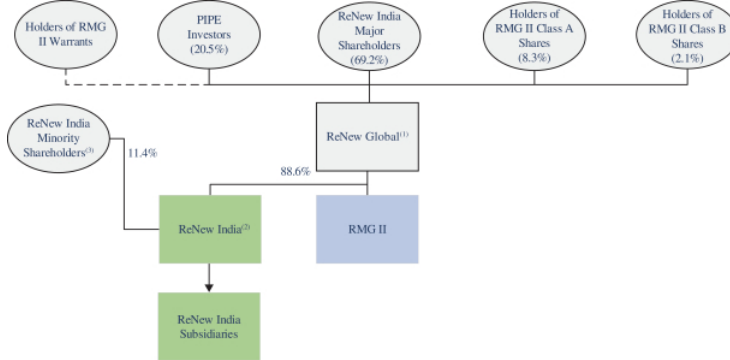 Holders of RMG
II Warrants
PIPE
Investors
(20.5%)
ReNew India
Major
Shareholders
(69.2%)
Holders of
RMG II Class A
Shares
(8.3%)
Holders of
RMG II Class B
Shares
(2.1%)
ReNew India
Minority
Shareholders(3)
11.4%
ReNew Global(1)
88.6%
ReNew India(2)
RMG II
ReNew India
Subsidiaries